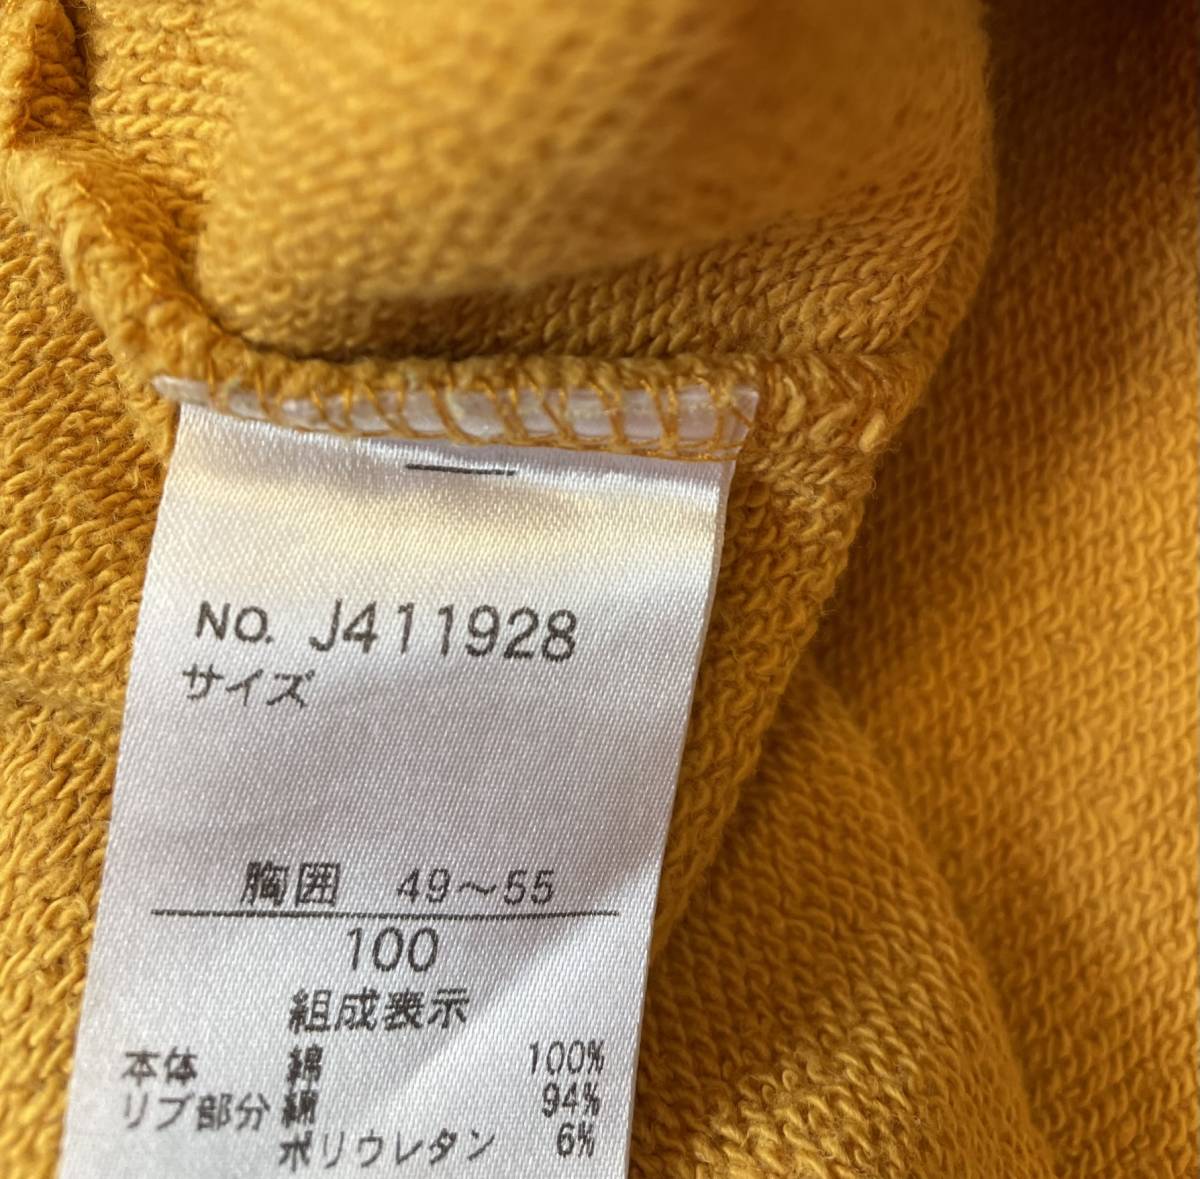 NO. J411928
サイズ
胸囲 49～55
100
組成表示
本体 綿 100%
リブ部分 綿 94%
ポリウレタン 6%